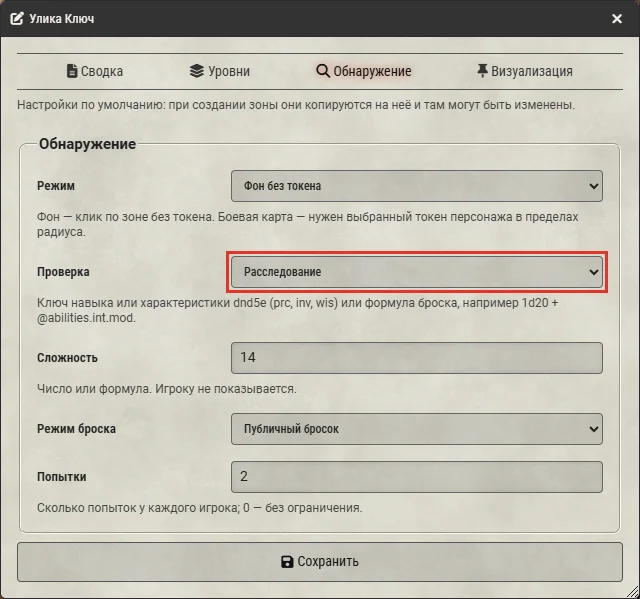 Улика Ключ
Сводка Уровни Обнаружение Визуализация
Настройки по умолчанию: при создании зоны они копируются на неё и там могут быть изменены.
Обнаружение
Режим Фон без токена
Фон — клик по зоне без токена. Боевая карта — нужен выбранный токен персонажа в пределах
радиуса.
Проверка Расследование
Ключ навыка или характеристики dnd5e (prc, inv, wis) или формула броска, например 1d20 +
@abilities.int.mod.
Сложность 14
Число или формула. Игроку не показывается.
Режим броска Публичный бросок
Попытки 2
Сколько попыток у каждого игрока; 0 — без ограничения.
Сохранить